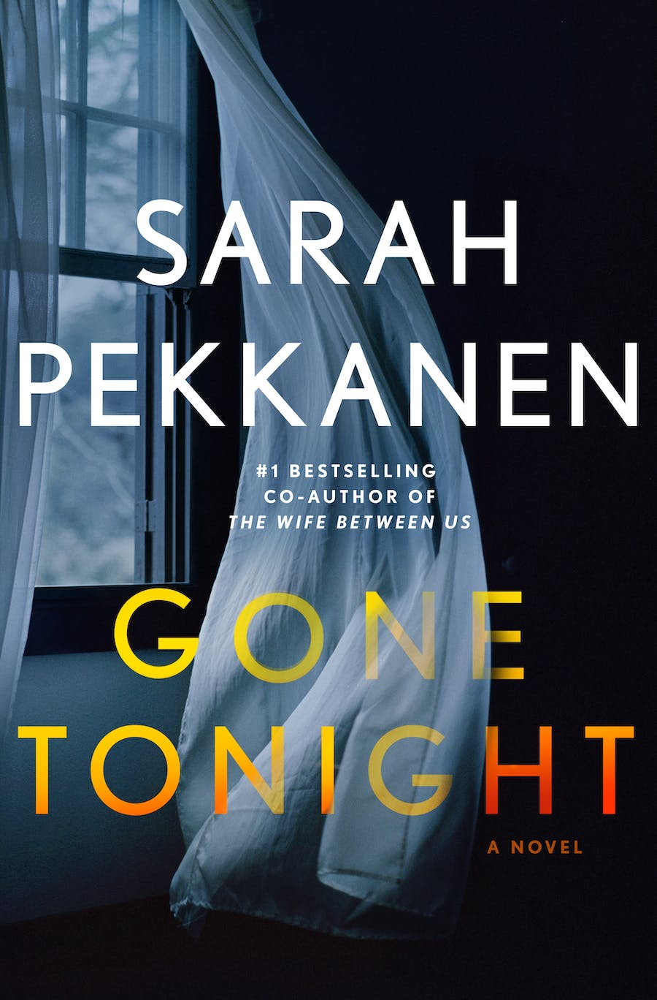 SARAH
PEKKANEN
#1 BESTSELLING
CO-AUTHOR OF
THE WIFE BETWEEN US
GONE
TONIGHT
A NOVEL